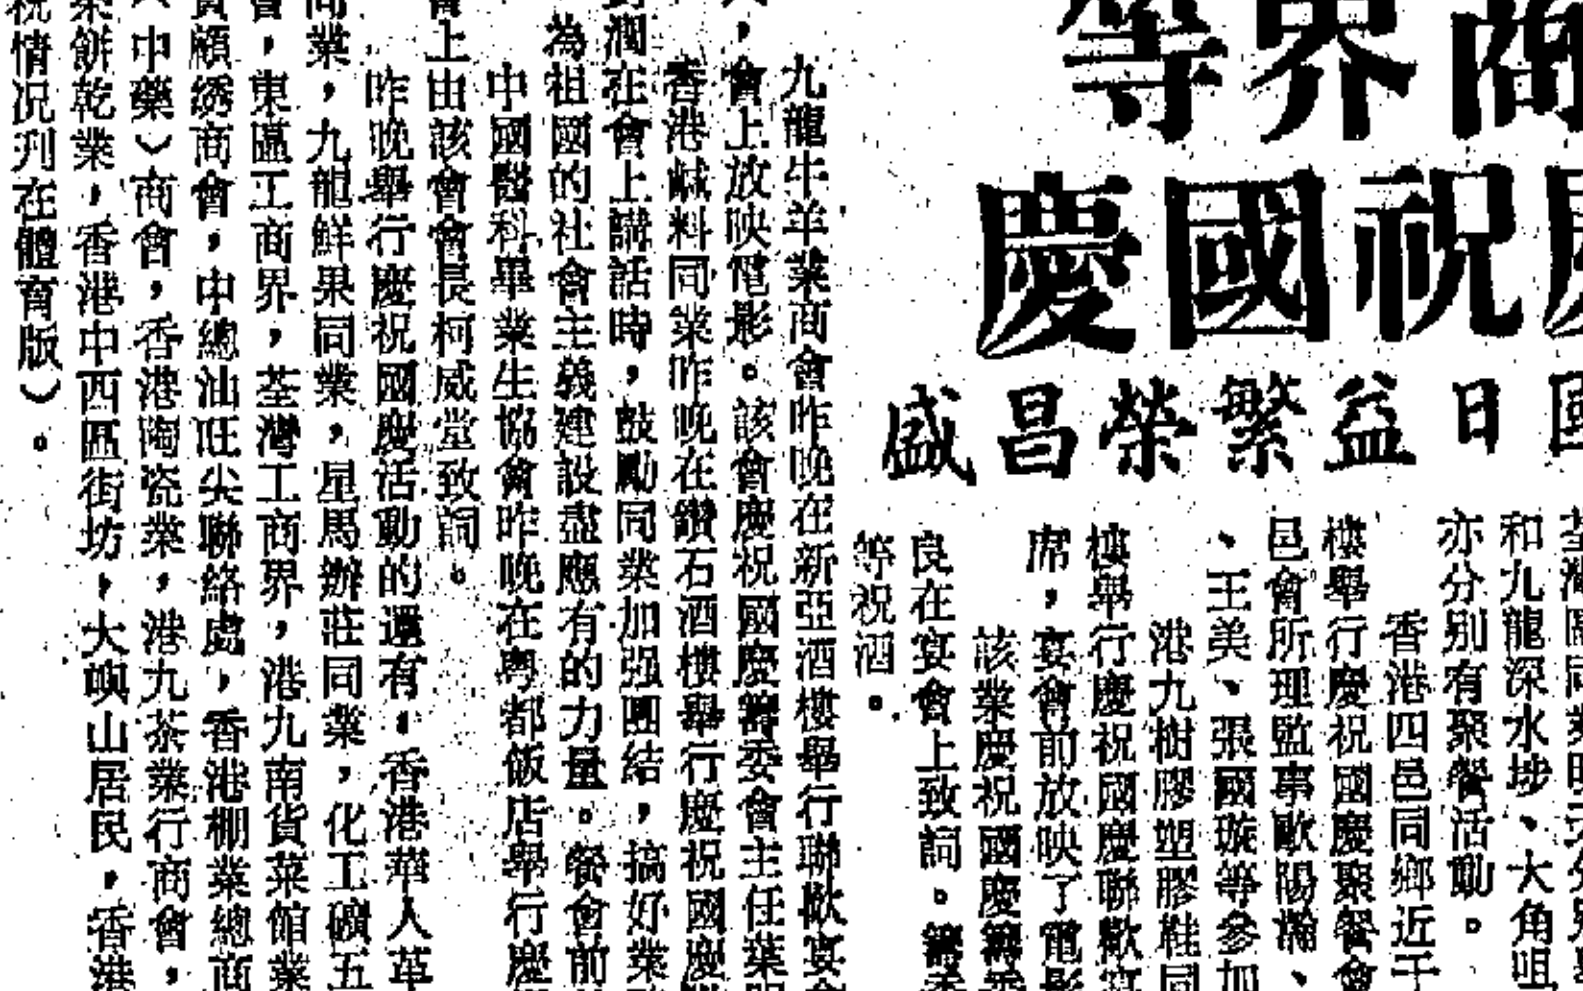 商界等
慶祝國慶
國日益繁榮昌盛
和九龍深水埗、大角咀
亦分別有聚餐活動。
香港四邑同鄉近千
樓舉行慶祝國慶聚餐會
邑會所理監事歐陽瀚、
、王美、張國璇等參加
港九樹膠塑膠鞋同
樓舉行慶祝國慶聯歡宴
席，宴會前放映了電影
該業慶祝國慶籌委
良在宴會上致詞。籌委
等祝酒。
九龍牛羊業商會昨晚在新亞酒樓舉行聯歡宴會
，會上放映電影。該會慶祝國慶籌委會主任葉
香港鹹料同業昨晚在鑽石酒樓舉行慶祝國慶
潤在會上講話時，鼓勵同業加强團結，搞好業
為祖國的社會主義建設盡應有的力量。餐會前
中國醫科畢業生協會昨晚在粵都飯店舉行慶
會上由該會會長柯威堂致詞。
昨晚舉行慶祝國慶活動的還有：香港華人革
商業，九龍鮮果同業，星馬辦莊同業，化工礦五
會，東區工商界，荃灣工商界，港九南貨菜館業
貨顧綉商會，中總油旺尖聯絡處，香港棚業總商
（中藥）商會，香港陶瓷業，港九茶業行商會，
業餅乾業，香港中西區街坊，大嶼山居民，香港
祝情况刋在體育版）。